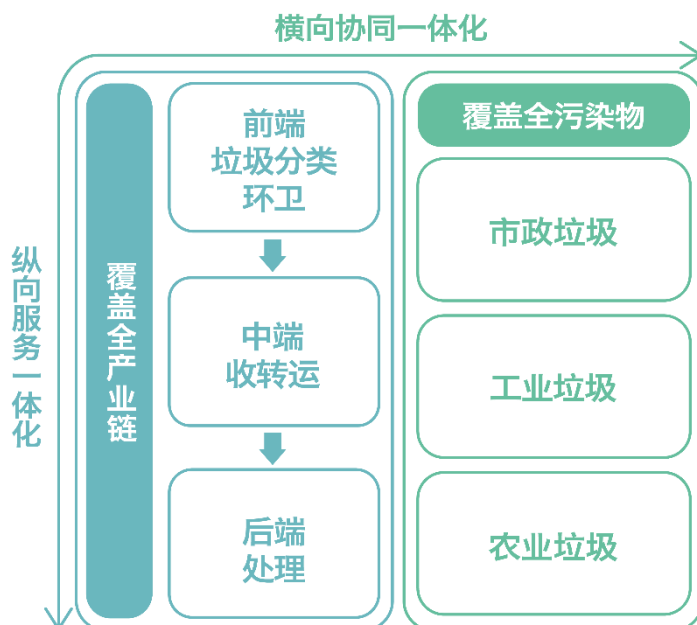 横向协同一体化
纵向服务一体化
覆盖全产业链
前端
垃圾分类
环卫
中端
收转运
后端
处理
覆盖全污染物
市政垃圾
工业垃圾
农业垃圾